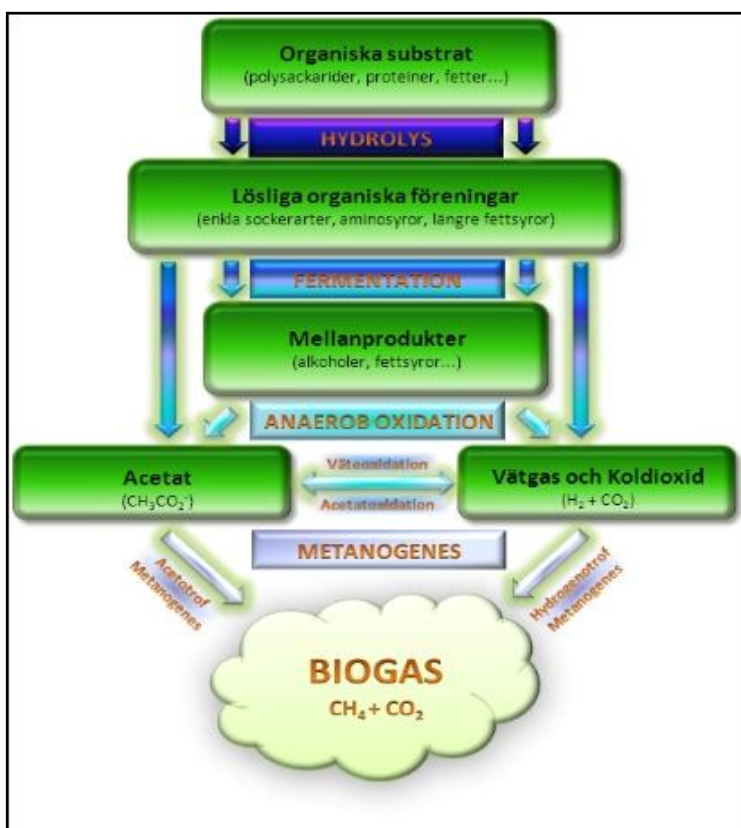 Organiska substrat
(polysackarider, proteiner, fetter...)
HYDROLYS
Lösliga organiska föreningar
(enkla sockerarter, aminosyror, längre fettsyror)
FERMENTATION
Mellanprodukter
(alkoholer, fettsyror...)
ANAEROB OXIDATION
Acetat
(CH₃CO₂⁻)
Väteoxidation
Acetatoxidation
Vätgas och Koldioxid
(H₂ + CO₂)
METANOGENES
Acetotrof
Metanogenes
Hydrogenotrof
Metanogenes
BIOGAS
CH₄ + CO₂